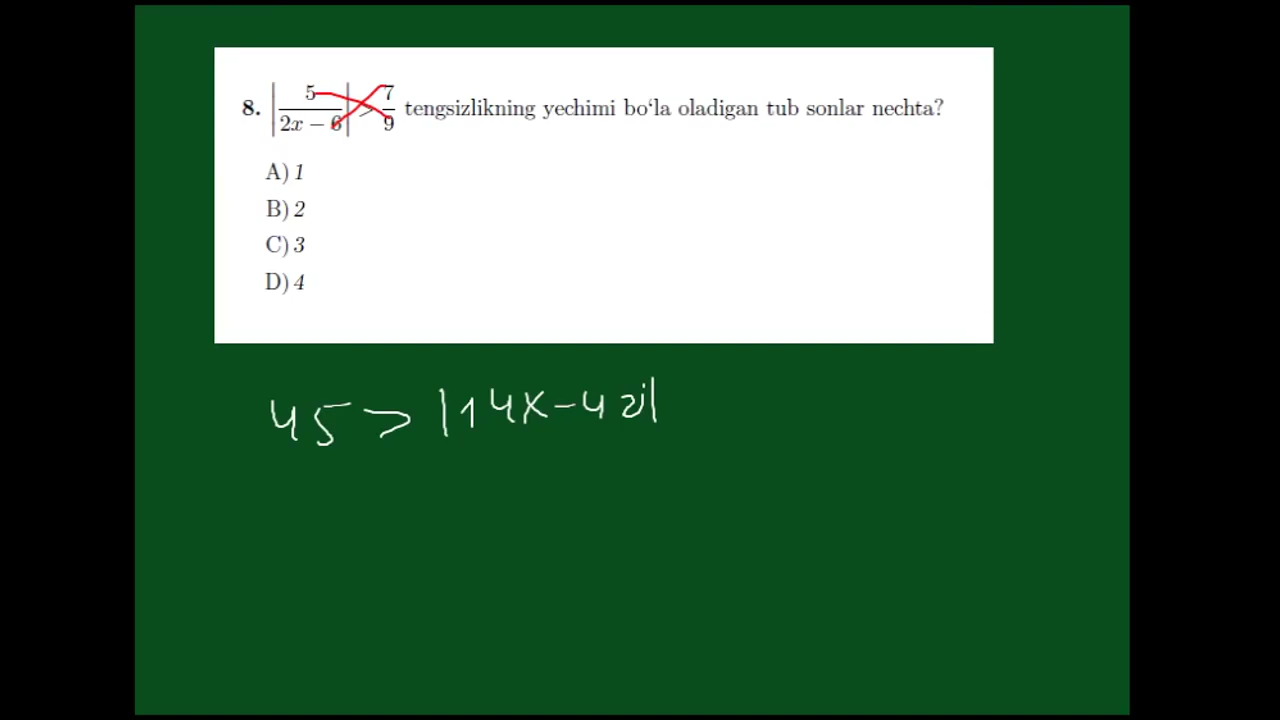 8. |5/(2x − 6)| > 7/9 tengsizlikning yechimi bo‘la oladigan tub sonlar nechta?
A) 1
B) 2
C) 3
D) 4
45 > |14x-42|